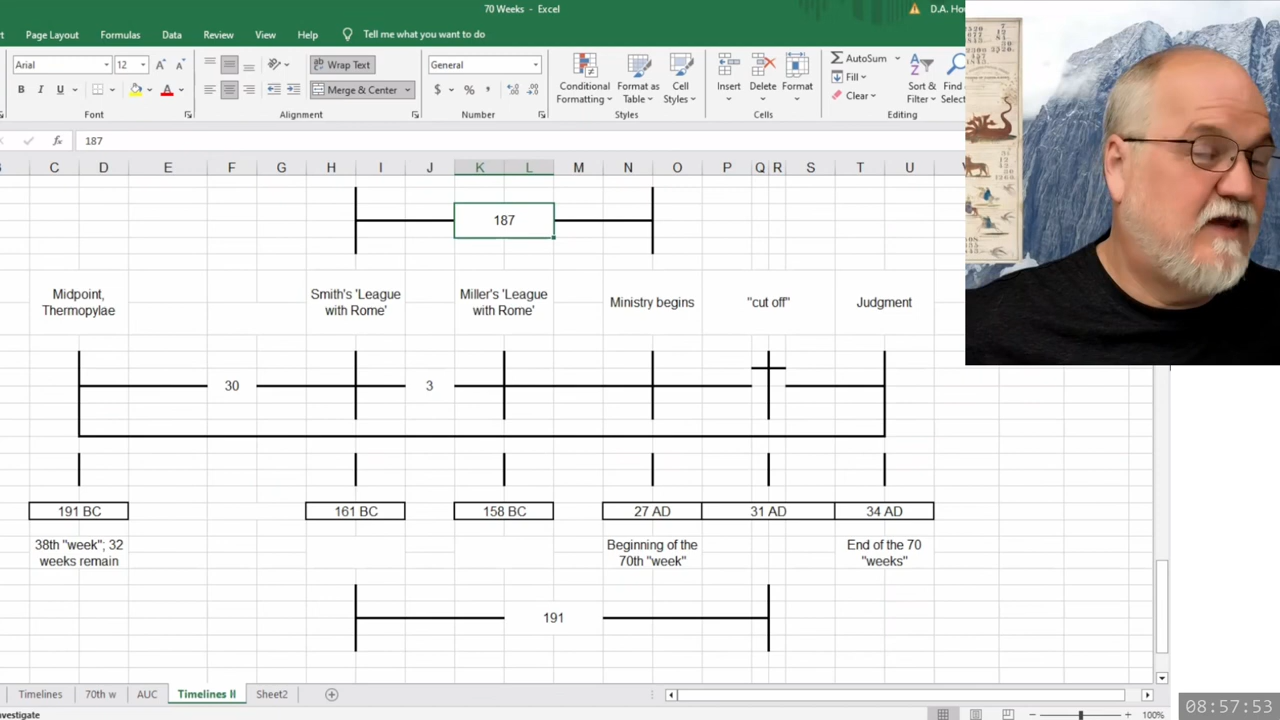 70 Weeks - Excel
D.A. Ho
Page Layout Formulas Data Review View Help Tell me what you want to do
Arial 12 Wrap Text General AutoSum
Fill
B I U Merge & Center $ % Conditional Formatting Format as Table Cell Styles Insert Delete Format Clear Sort & Filter Find Selec
Font Alignment Number Styles Cells Editing
fx 187
C D E F G H I J K L M N O P Q R S T U
187
Midpoint, Smith's 'League Miller's 'League Ministry begins "cut off" Judgment
Thermopylae with Rome' with Rome'
30 3
191 BC 161 BC 158 BC 27 AD 31 AD 34 AD
38th "week"; 32 Beginning of the End of the 70
weeks remain 70th "week" "weeks"
191
Timelines 70th w AUC Timelines II Sheet2
nvestigate 100%
08:57:53